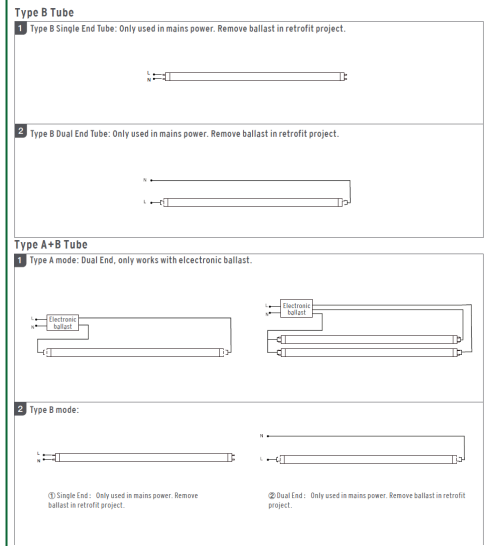 Type B Tube
1 Type B Single End Tube: Only used in mains power. Remove ballast in retrofit project.
L
N
2 Type B Dual End Tube: Only used in mains power. Remove ballast in retrofit project.
N
L
Type A+B Tube
1 Type A mode: Dual End, only works with elcectronic ballast.
L
N
Electronic
ballast
L
N
Electronic
ballast
2 Type B mode:
L
N
① Single End : Only used in mains power. Remove
ballast in retrofit project.
N
L
② Dual End : Only used in mains power. Remove ballast in retrofit
project.